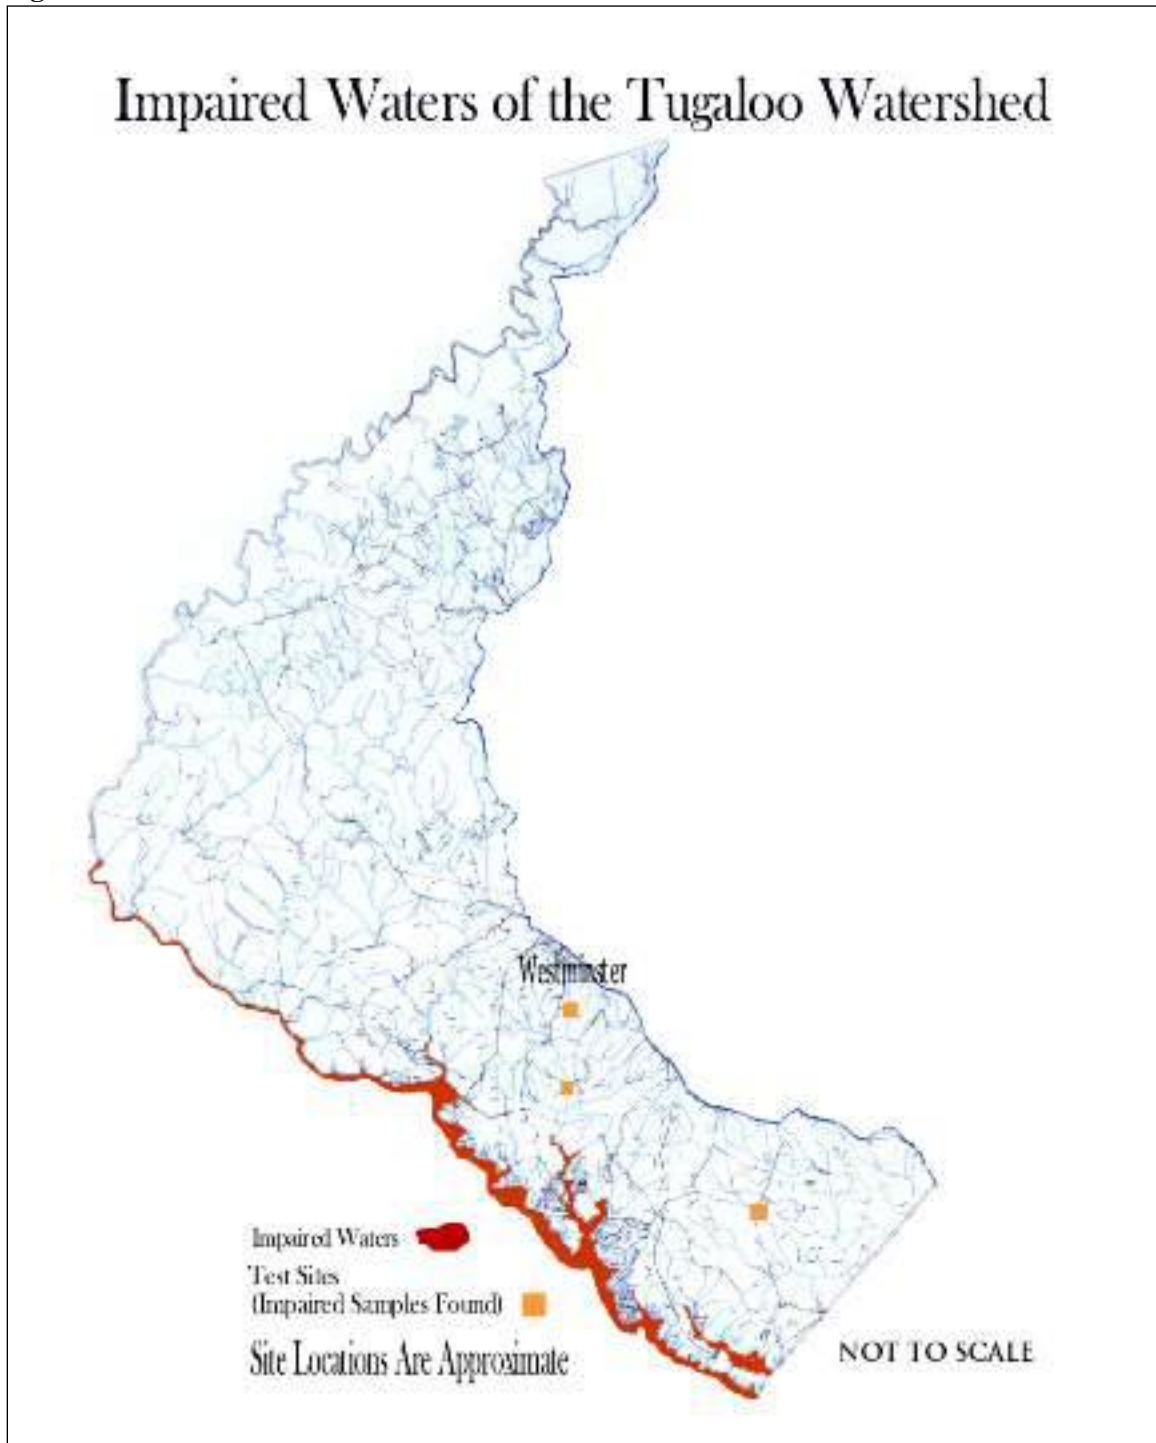 Impaired Waters of the Tugaloo Watershed
Westminster
Impaired Waters
Test Sites
(Impaired Samples Found)
Site Locations Are Approximate
NOT TO SCALE